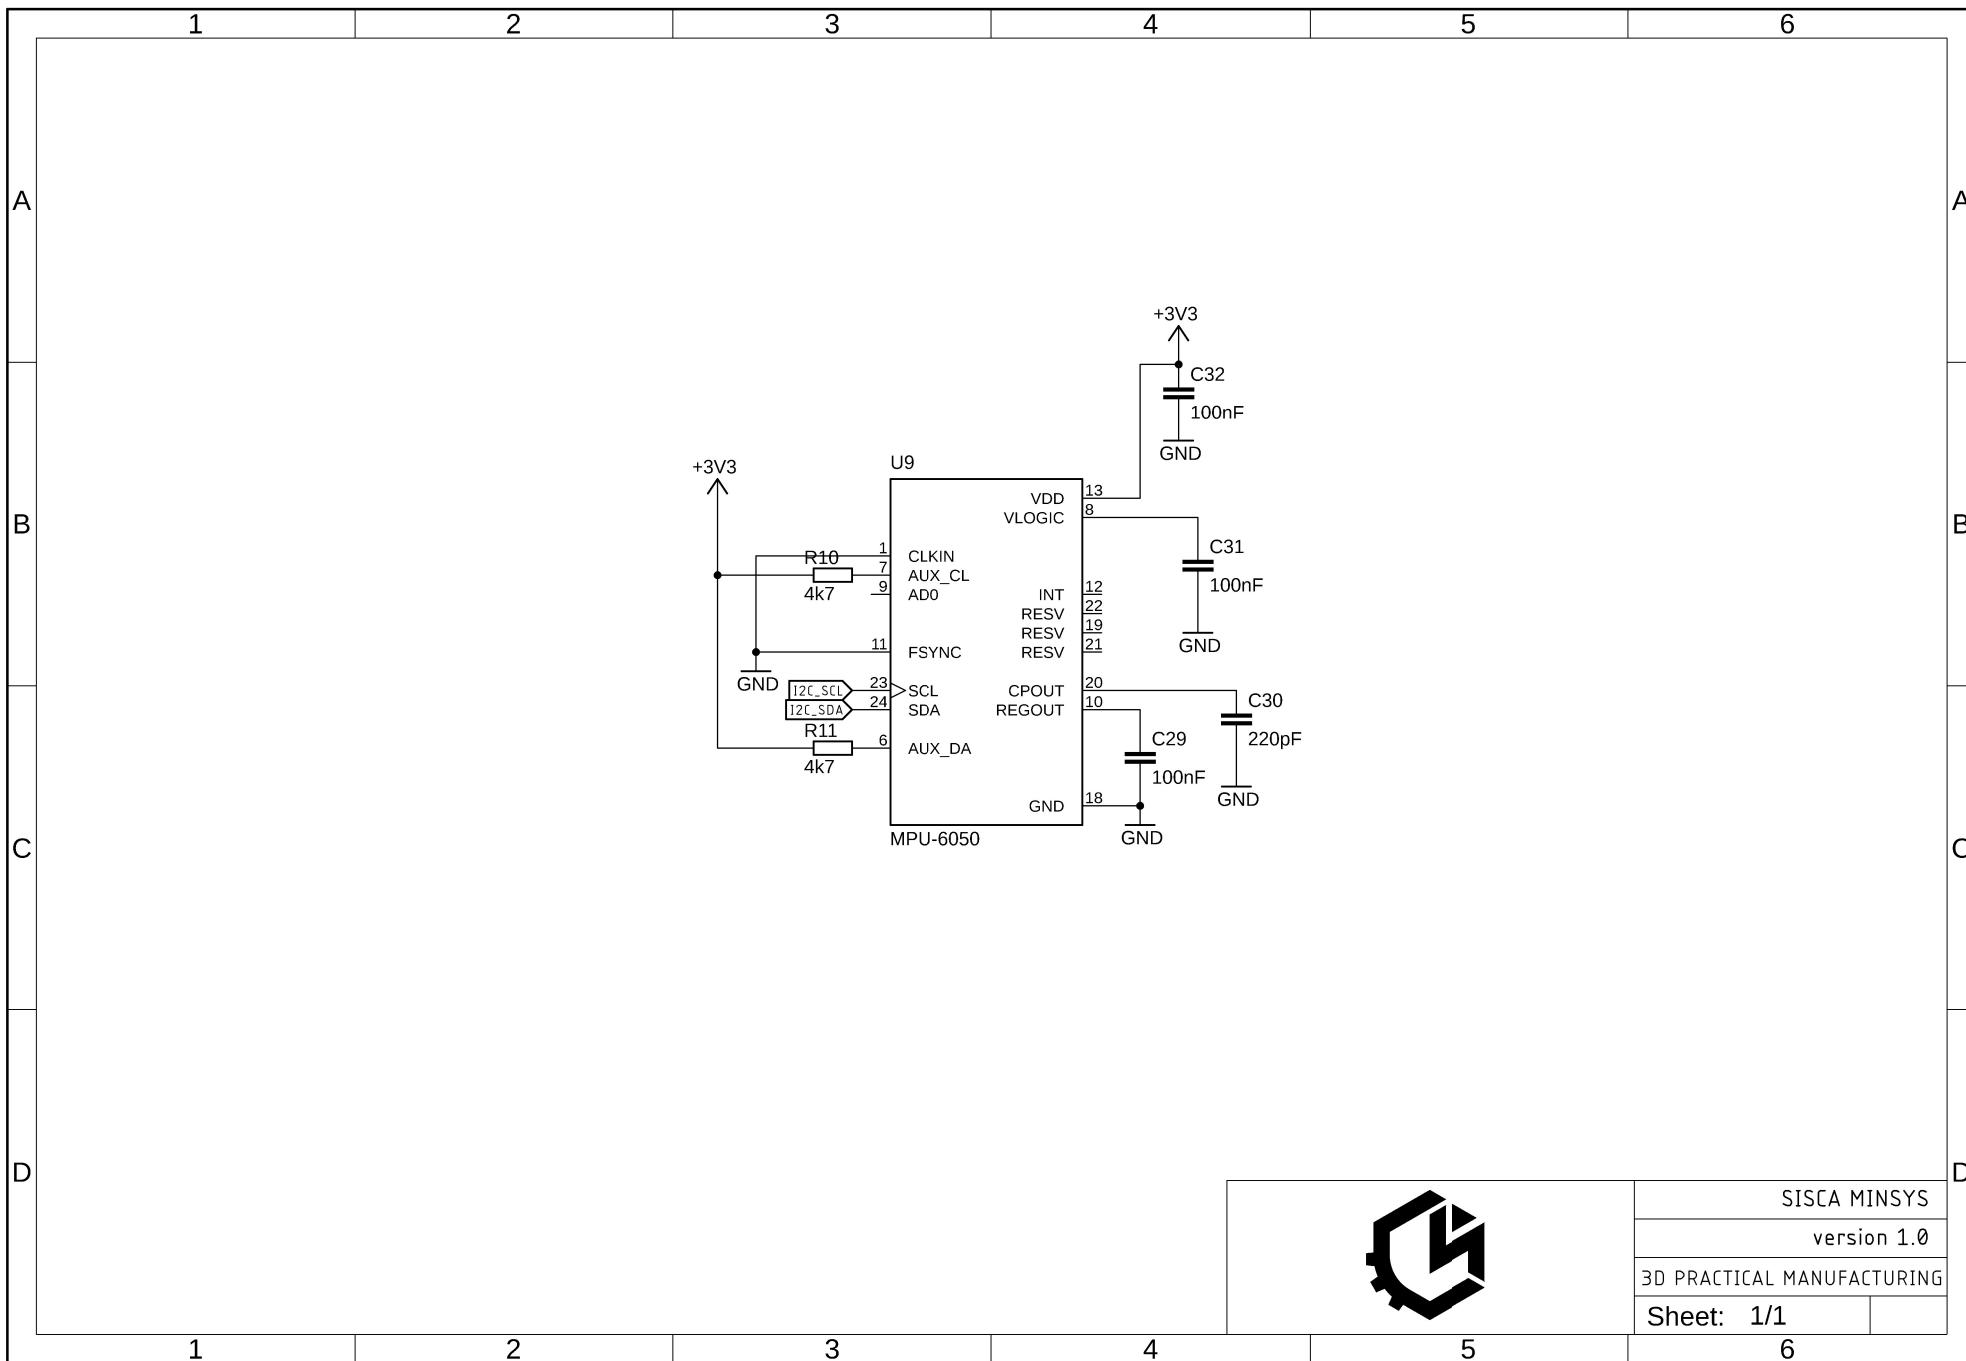 1 2 3 4 5 6
A A
+3V3
C32
100nF
GND
+3V3
U9
B B
VDD 13
VLOGIC 8
C31
100nF
GND
R10
4k7
1 CLKIN
7 AUX_CL
9 AD0
INT 12
RESV 22
RESV 19
RESV 21
11 FSYNC
GND
I2C_SCL 23 SCL
I2C_SDA 24 SDA
CPOUT 20
REGOUT 10
C30
220pF
GND
R11
4k7
6 AUX_DA
C29
100nF
GND 18
GND
MPU-6050
C C
D D
SISCA MINSYS
version 1.0
3D PRACTICAL MANUFACTURING
Sheet: 1/1
1 2 3 4 5 6